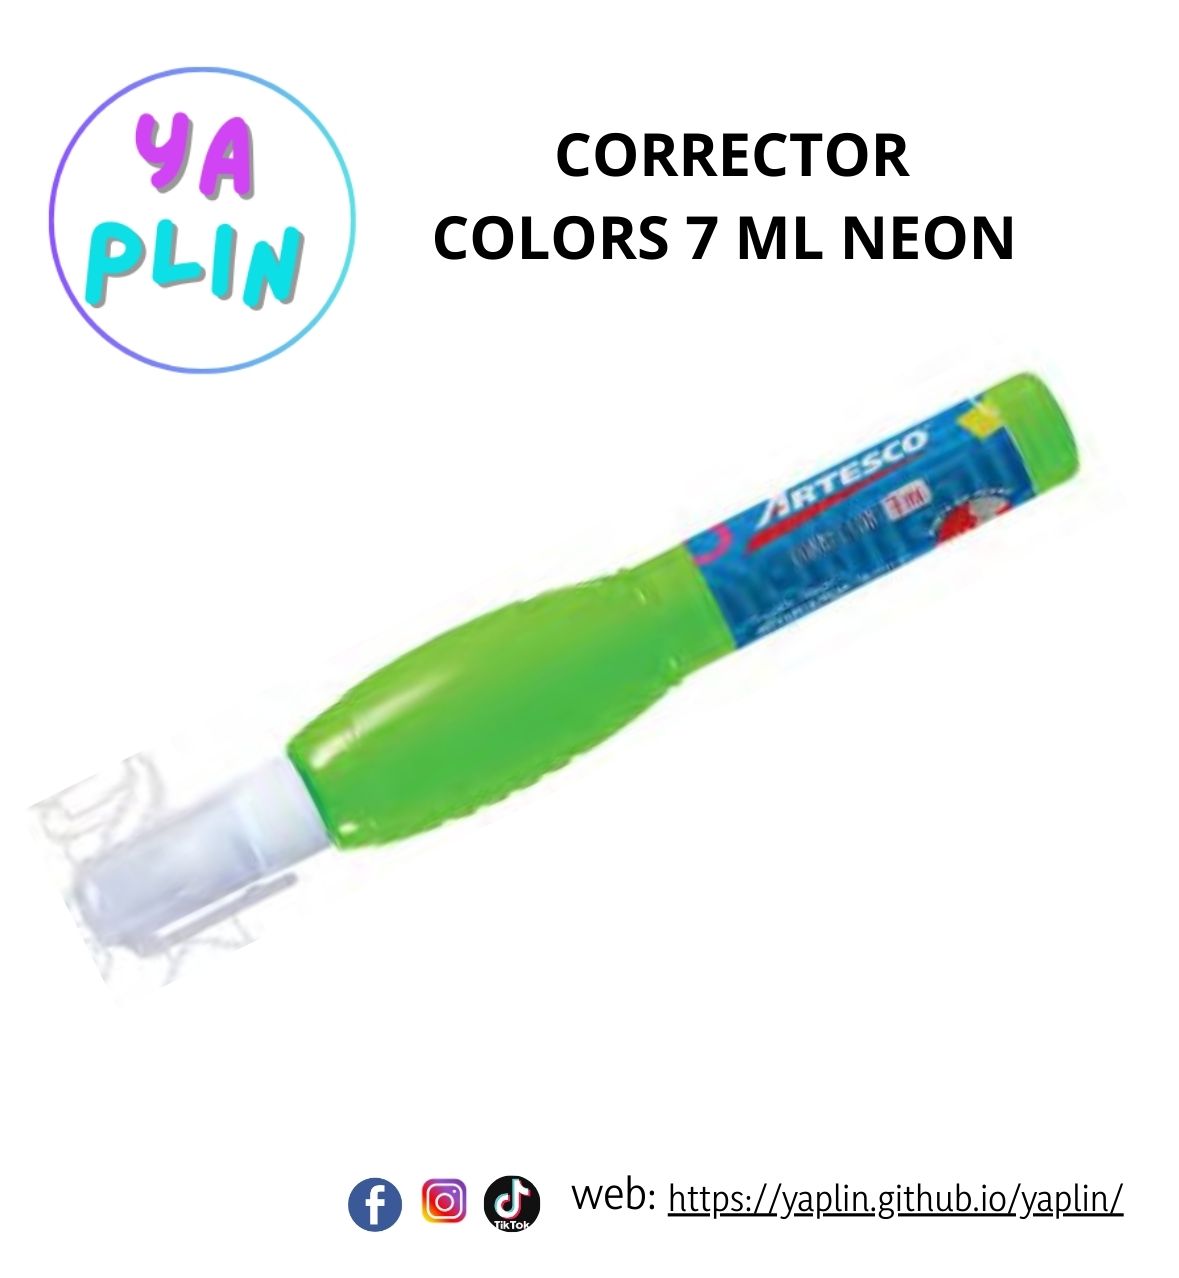 YA
PLIN
CORRECTOR
COLORS 7 ML NEON
ARTESCO
TikTok
web: https://yaplin.github.io/yaplin/